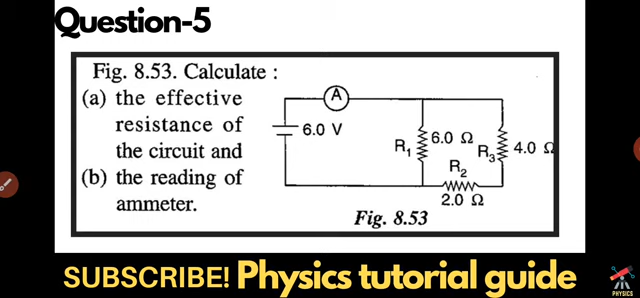 Question-5
Fig. 8.53. Calculate :
(a) the effective
resistance of
the circuit and
(b) the reading of
ammeter.
A
6.0 V
R₁
6.0 Ω
R₃
4.0 Ω
R₂
2.0 Ω
Fig. 8.53
SUBSCRIBE! Physics tutorial guide
PHYSICS